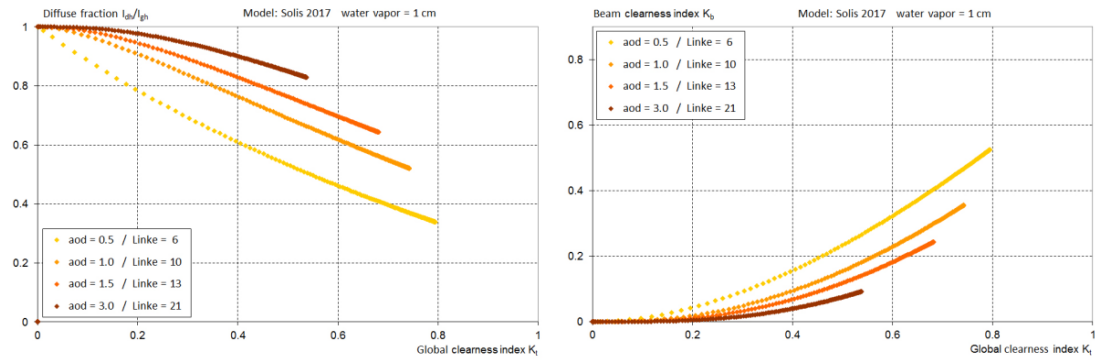 Diffuse fraction Idh/Igh
Model: Solis 2017 water vapor = 1 cm
1
0.8
0.6
0.4
0.2
0
aod = 0.5 / Linke = 6
aod = 1.0 / Linke = 10
aod = 1.5 / Linke = 13
aod = 3.0 / Linke = 21
0 0.2 0.4 0.6 0.8 1
Global clearness index Kt
Beam clearness index Kb
Model: Solis 2017 water vapor = 1 cm
0.8
0.6
0.4
0.2
0
aod = 0.5 / Linke = 6
aod = 1.0 / Linke = 10
aod = 1.5 / Linke = 13
aod = 3.0 / Linke = 21
0 0.2 0.4 0.6 0.8 1
Global clearness index Kt